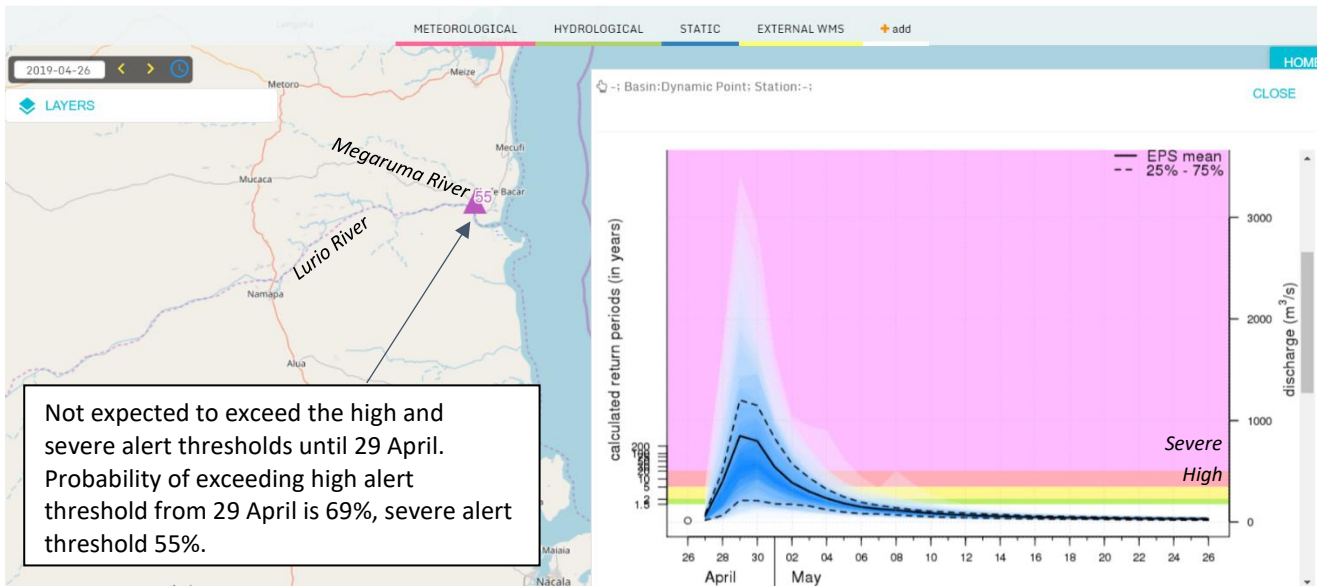 METEOROLOGICAL HYDROLOGICAL STATIC EXTERNAL WMS + add
HOME
2019-04-26 < >
LAYERS
Metoro
Meize
Mecufi
Megaruma River
Mucaca
55
e Bacar
Lurio River
Namapa
Alua
Not expected to exceed the high and
severe alert thresholds until 29 April.
Probability of exceeding high alert
threshold from 29 April is 69%, severe alert
threshold 55%.
Maiaia
Nacala
-; Basin:Dynamic Point; Station:-;
CLOSE
EPS mean
25% - 75%
calculated return periods (in years)
200
100
50
20
10
5
2
1.5
3000
2000
1000
0
discharge (m³/s)
Severe
High
26 28 30 02 04 06 08 10 12 14 16 18 20 22 24 26
April May